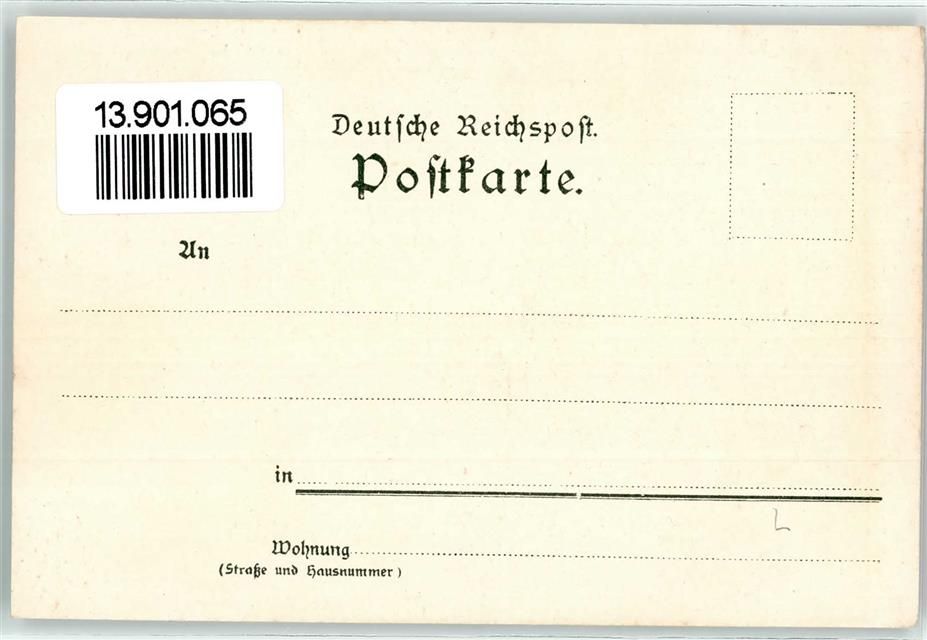 13.901.065
Deutsche Reichspost.
Postkarte.
An
in
Wohnung
(Straße und Hausnummer)
L